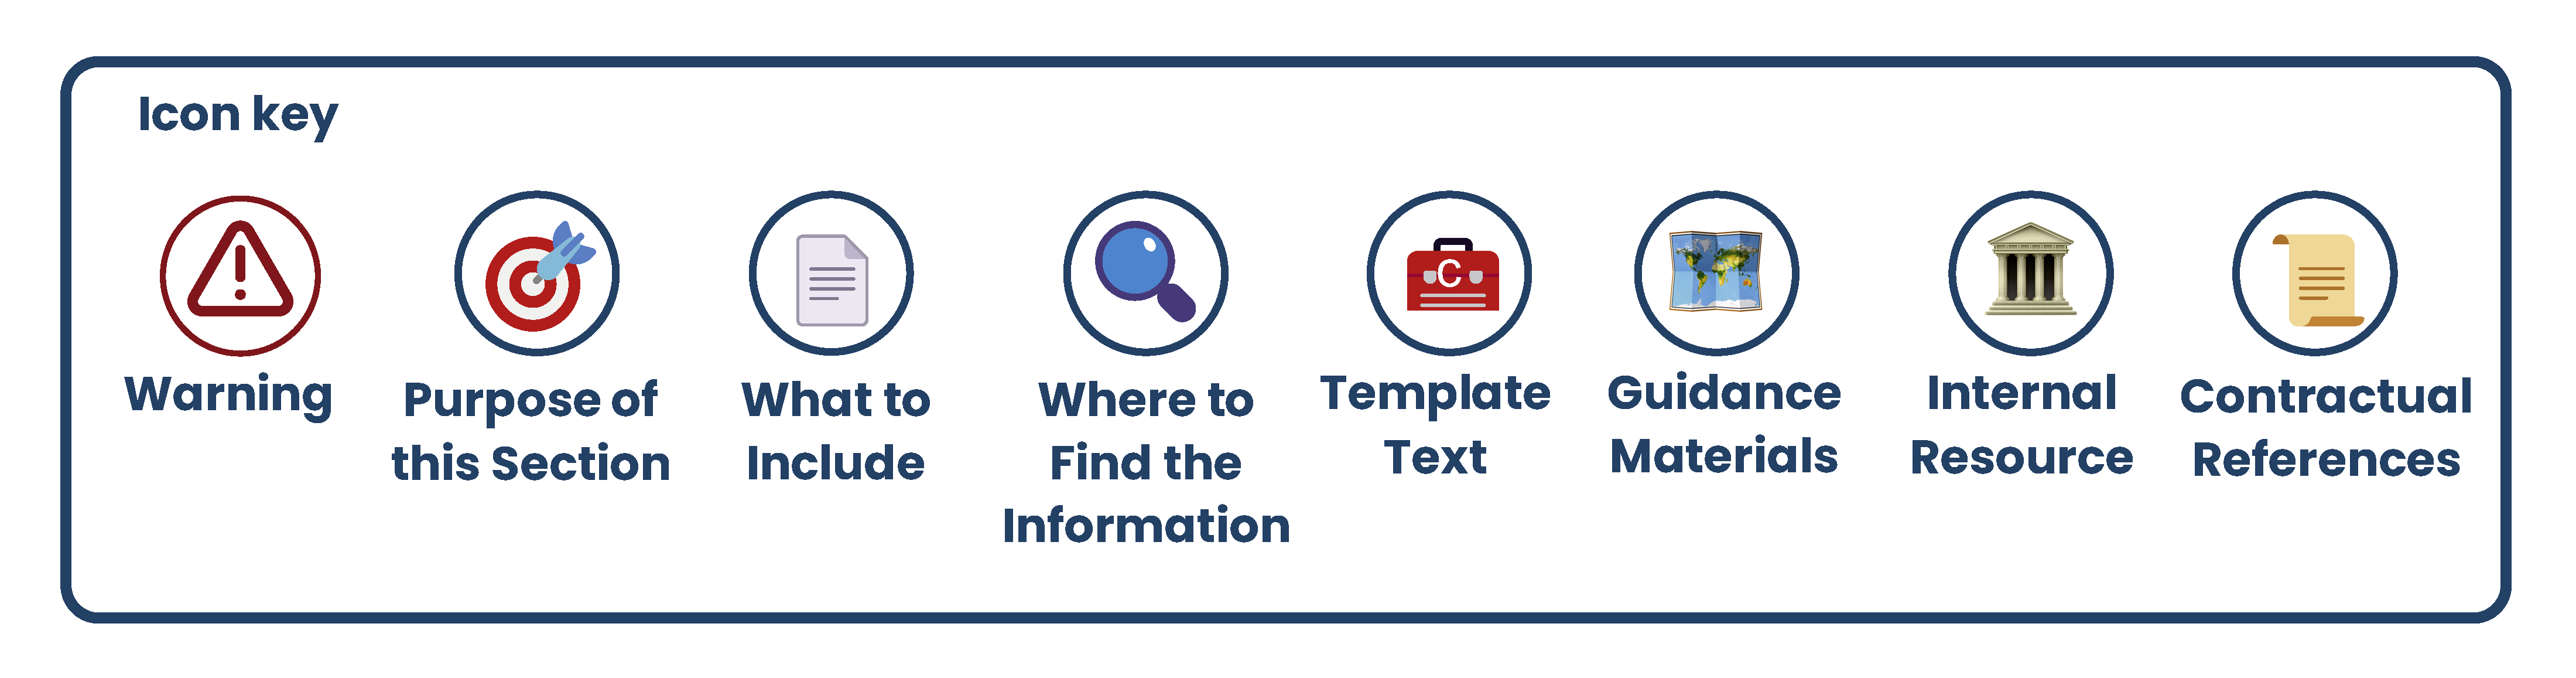 Icon key
C
Warning
Purpose of
this Section
What to
Include
Where to
Find the
Information
Template
Text
Guidance
Materials
Internal
Resource
Contractual
References